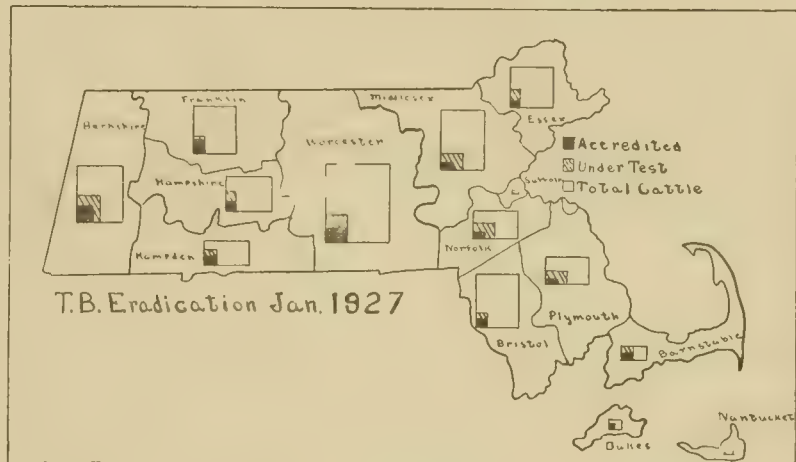 Franklin
Middlesex
Essex
Berkshire
Worcester
Accredited
Under Test
Total Cattle
Hampshire
Suffolk
Norfolk
Hampden
T.B. Eradication Jan. 1927
Plymouth
Bristol
Barnstable
Nantucket
Dukes